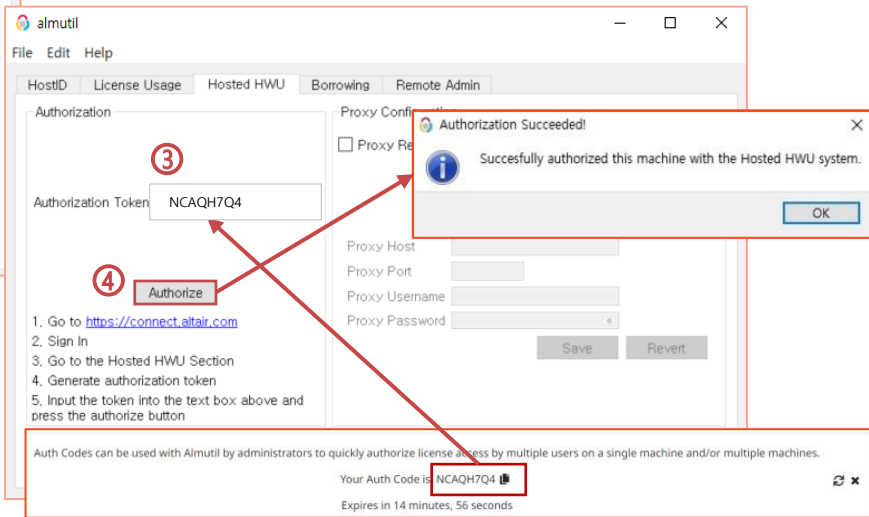 almutil
File Edit Help
HostID License Usage Hosted HWU Borrowing Remote Admin
Authorization
③
Authorization Token NCAQH7Q4
④
Authorize
1, Go to https://connect.altair.com
2, Sign In
3, Go to the Hosted HWU Section
4, Generate authorization token
5, Input the token into the text box above and
press the authorize button
Proxy
Proxy
Authorization Succeeded!
Succesfully authorized this machine with the Hosted HWU system.
OK
Proxy Host
Proxy Port
Proxy Username
Proxy Password
Save Revert
Auth Codes can be used with Almutil by administrators to quickly authorize license access by multiple users on a single machine and/or multiple machines.
Your Auth Code is NCAQH7Q4
Expires in 14 minutes, 56 seconds